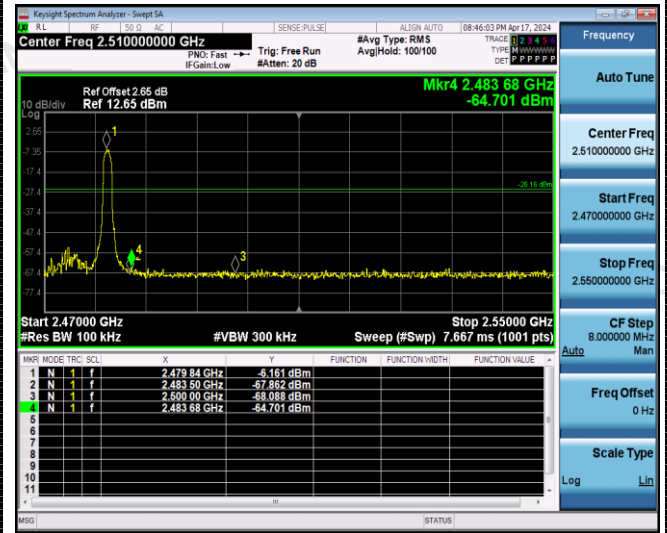 Keysight Spectrum Analyzer - Swept SA
RL RF 50 Ω AC SENSE:PULSE ALIGN AUTO 08:46:03 PM Apr 17, 2024
Center Freq 2.510000000 GHz
PNO: Fast
IFGain:Low
Trig: Free Run
#Atten: 20 dB
#Avg Type: RMS
Avg|Hold: 100/100
TRACE 1 2 3 4 5 6
TYPE M WWWWW
DET P P P P P P
Ref Offset 2.65 dB
10 dB/div Ref 12.65 dBm
Log
Mkr4 2.483 68 GHz
-64.701 dBm
2.65
-7.35
-17.4
-27.4
-37.4
-47.4
-57.4
-67.4
-77.4
1
4
3
-26.16 dBm
Start 2.47000 GHz Stop 2.55000 GHz
#Res BW 100 kHz #VBW 300 kHz Sweep (#Swp) 7.667 ms (1001 pts)
MKR MODE TRC SCL X Y FUNCTION FUNCTION WIDTH FUNCTION VALUE
1 N 1 f 2.479 84 GHz -6.161 dBm
2 N 1 f 2.483 50 GHz -67.862 dBm
3 N 1 f 2.500 00 GHz -68.088 dBm
4 N 1 f 2.483 68 GHz -64.701 dBm
5
6
7
8
9
10
11
MSG STATUS
Frequency
Auto Tune
Center Freq
2.510000000 GHz
Start Freq
2.470000000 GHz
Stop Freq
2.550000000 GHz
CF Step
8.000000 MHz
Auto Man
Freq Offset
0 Hz
Scale Type
Log Lin